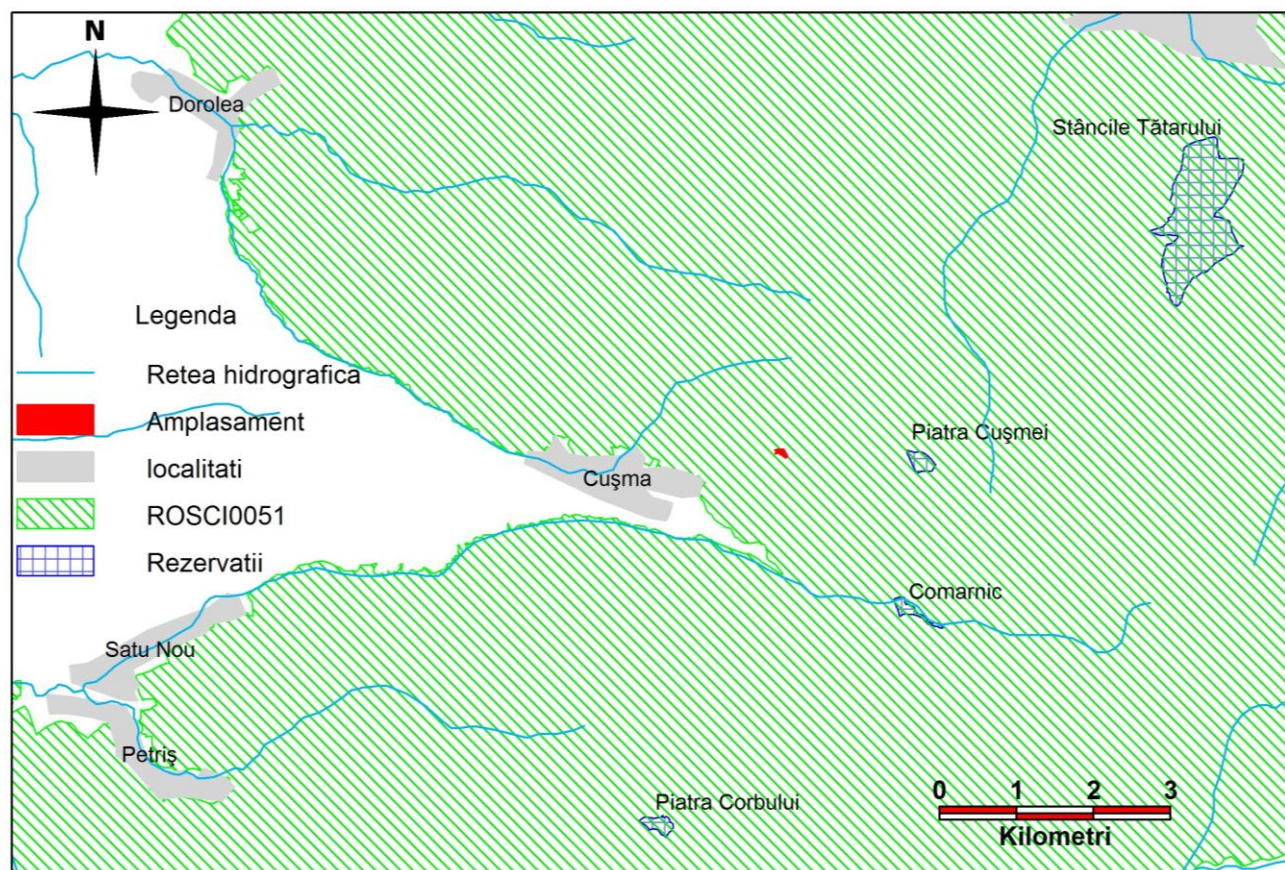 N
Dorolea
Stâncile Tătarului
Legenda
Retea hidrografica
Amplasament
localitati
ROSCI0051
Rezervatii
Piatra Cuşmei
Cuşma
Comarnic
Satu Nou
Petriş
Piatra Corbului
0 1 2 3
Kilometri